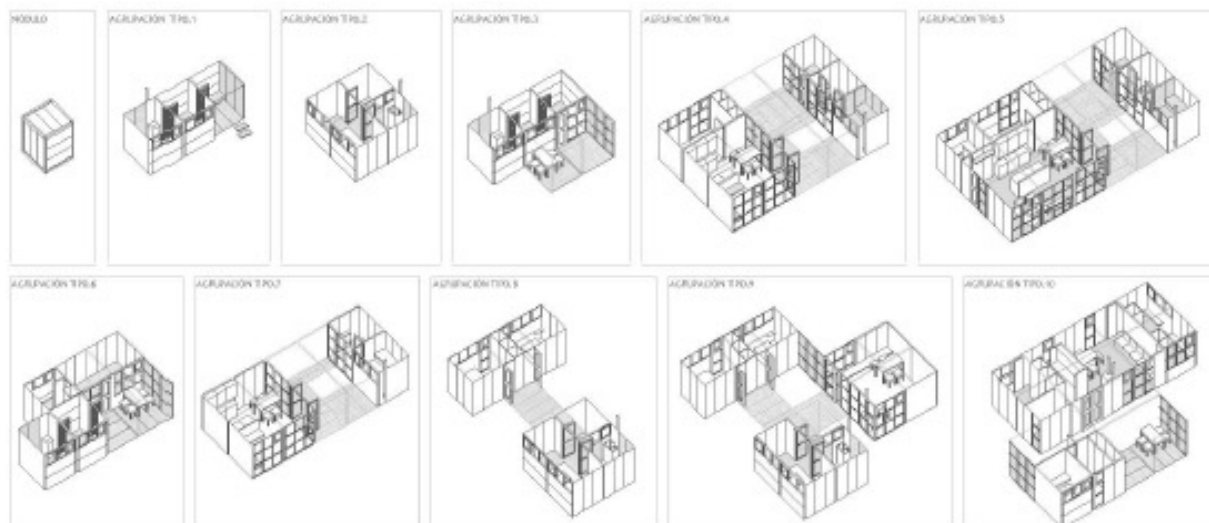 MODULO
AGRUPACIÓN TIPO.1
AGRUPACIÓN TIPO.2
AGRUPACIÓN TIPO.3
AGRUPACIÓN TIPO.4
AGRUPACIÓN TIPO.5
AGRUPACIÓN TIPO.6
AGRUPACIÓN TIPO.7
AGRUPACIÓN TIPO.8
AGRUPACIÓN TIPO.9
AGRUPACIÓN TIPO.10